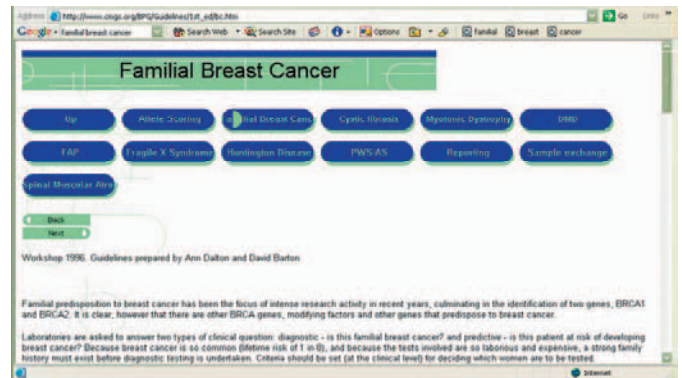 Address http://www.cmgs.org/BPG/Guidelines/1st_ed/bc.htm Go Links »
Google - familial breast cancer Search Web Search Site Options familial breast cancer
Familial Breast Cancer
Up Allele Scoring Cystic fibrosis Myotonic Dystrophy DMD
FAP Fragile X Syndrome Huntington Disease PWS-AS Reporting Sample exchange
Spinal Muscular Atro
Back
Next
Workshop 1996. Guidelines prepared by Ann Dalton and David Barton
Familial predisposition to breast cancer has been the focus of intense research activity in recent years, culminating in the identification of two genes, BRCA1
and BRCA2. It is clear, however that there are other BRCA genes, modifying factors and other genes that predispose to breast cancer.
Laboratories are asked to answer two types of clinical question: diagnostic - is this familial breast cancer? and predictive - is this patient at risk of developing
breast cancer? Because breast cancer is so common (lifetime risk of 1 in 8), and because the tests involved are so laborious and expensive, a strong family
history must exist before diagnostic testing is undertaken. Criteria should be set (at the clinical level) for deciding which women are to be tested.
Internet